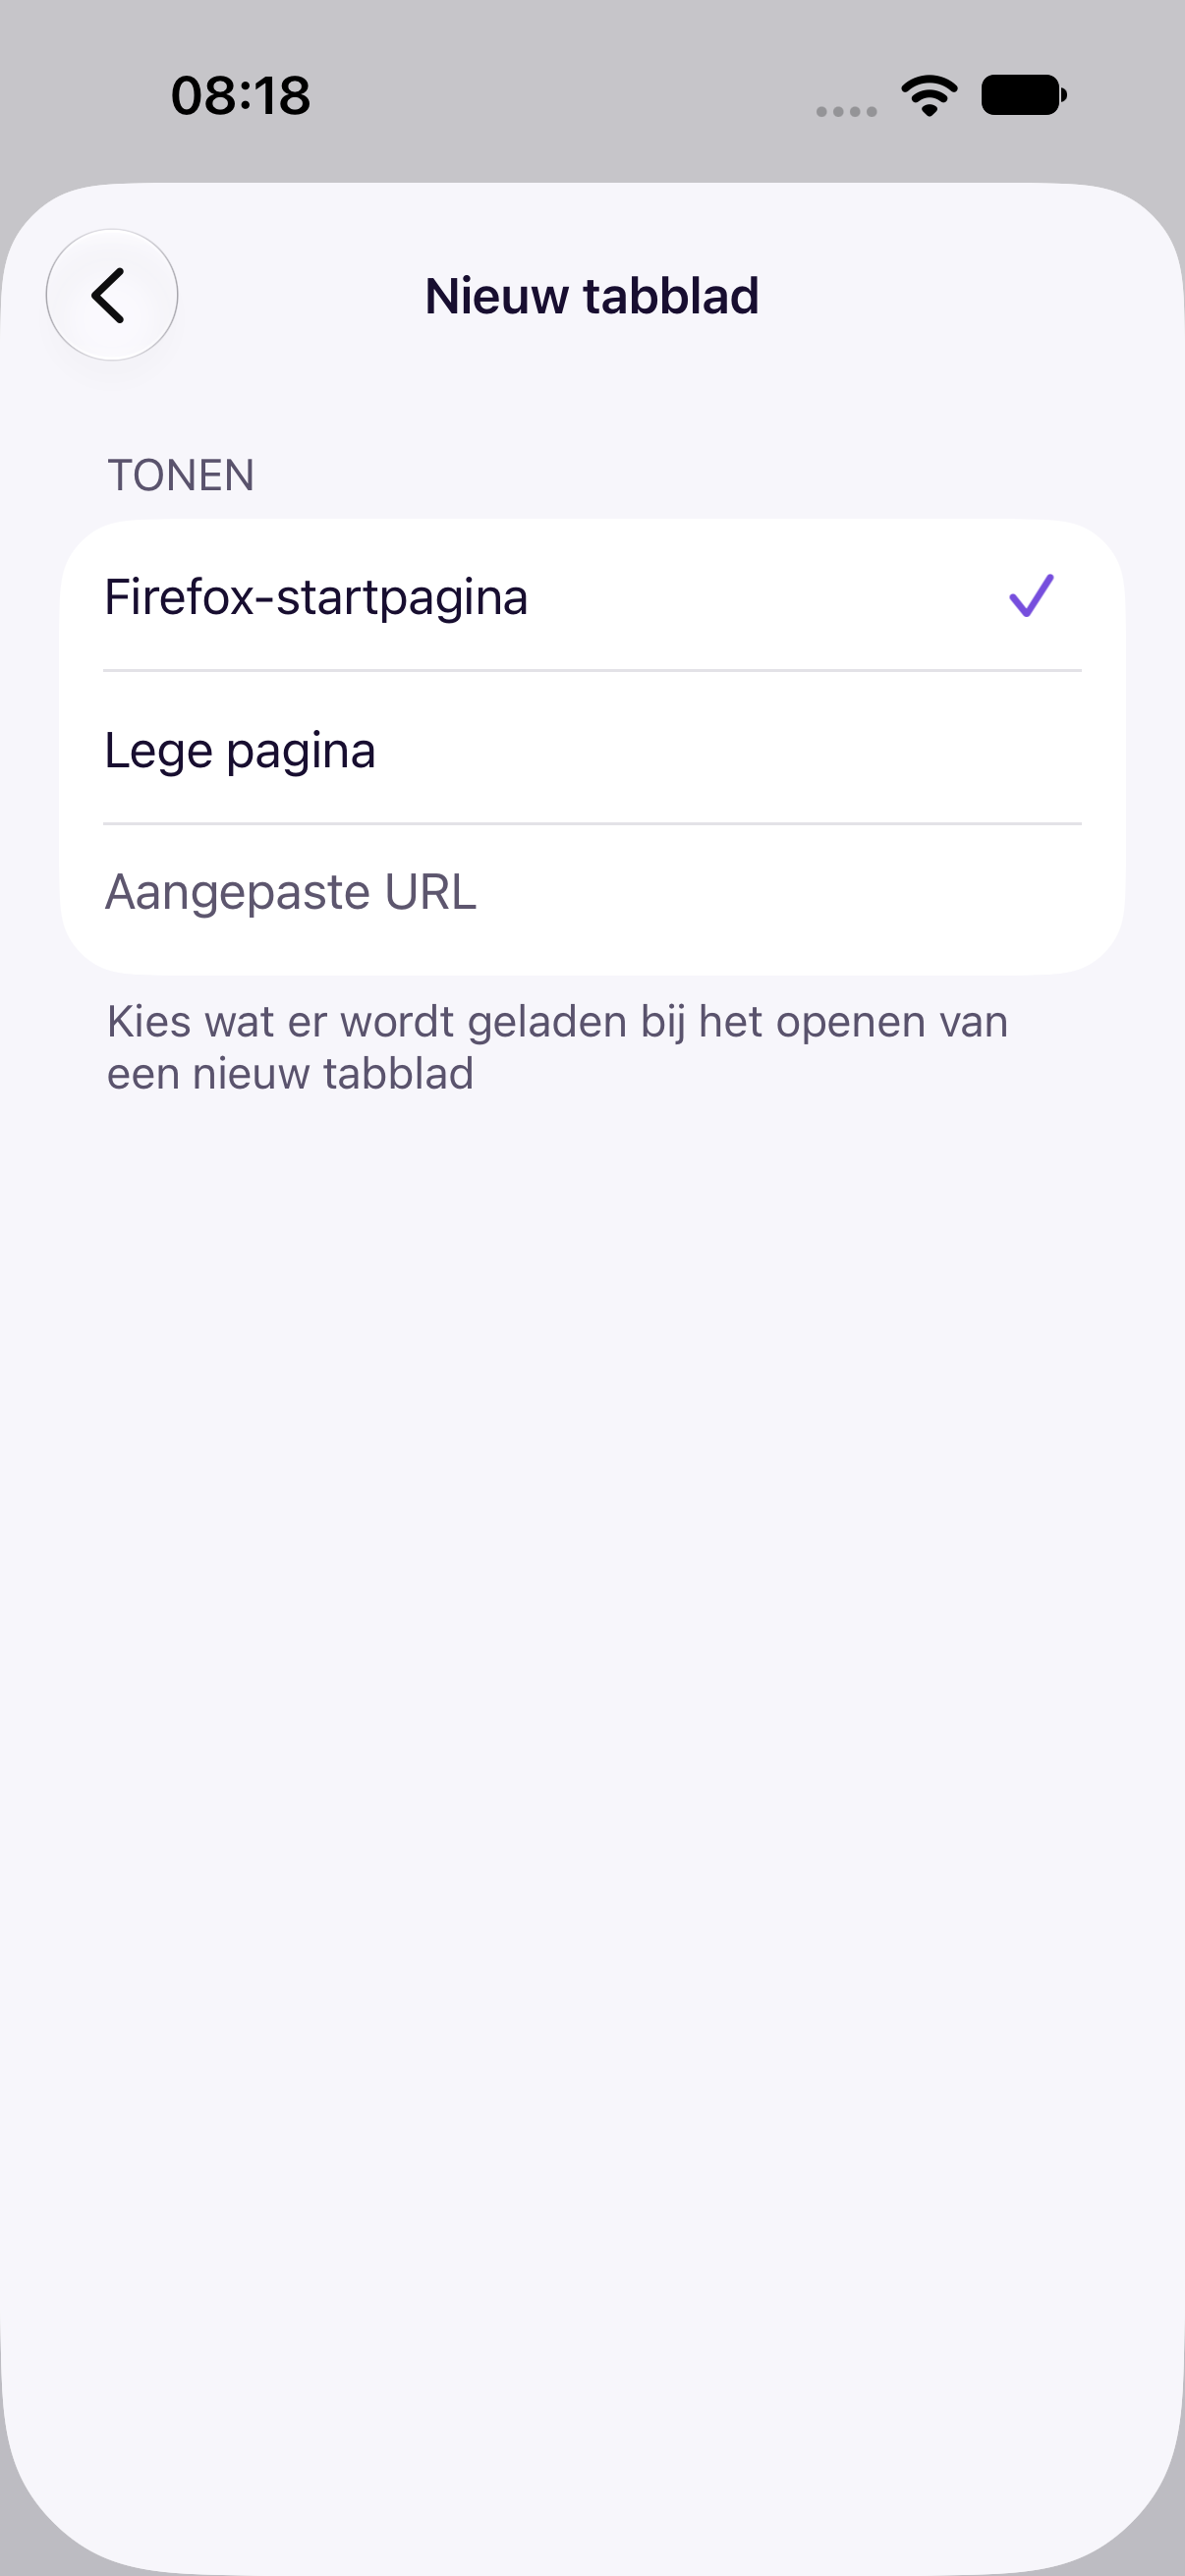 08:18
Nieuw tabblad
TONEN
Firefox-startpagina
Lege pagina
Aangepaste URL
Kies wat er wordt geladen bij het openen van
een nieuw tabblad